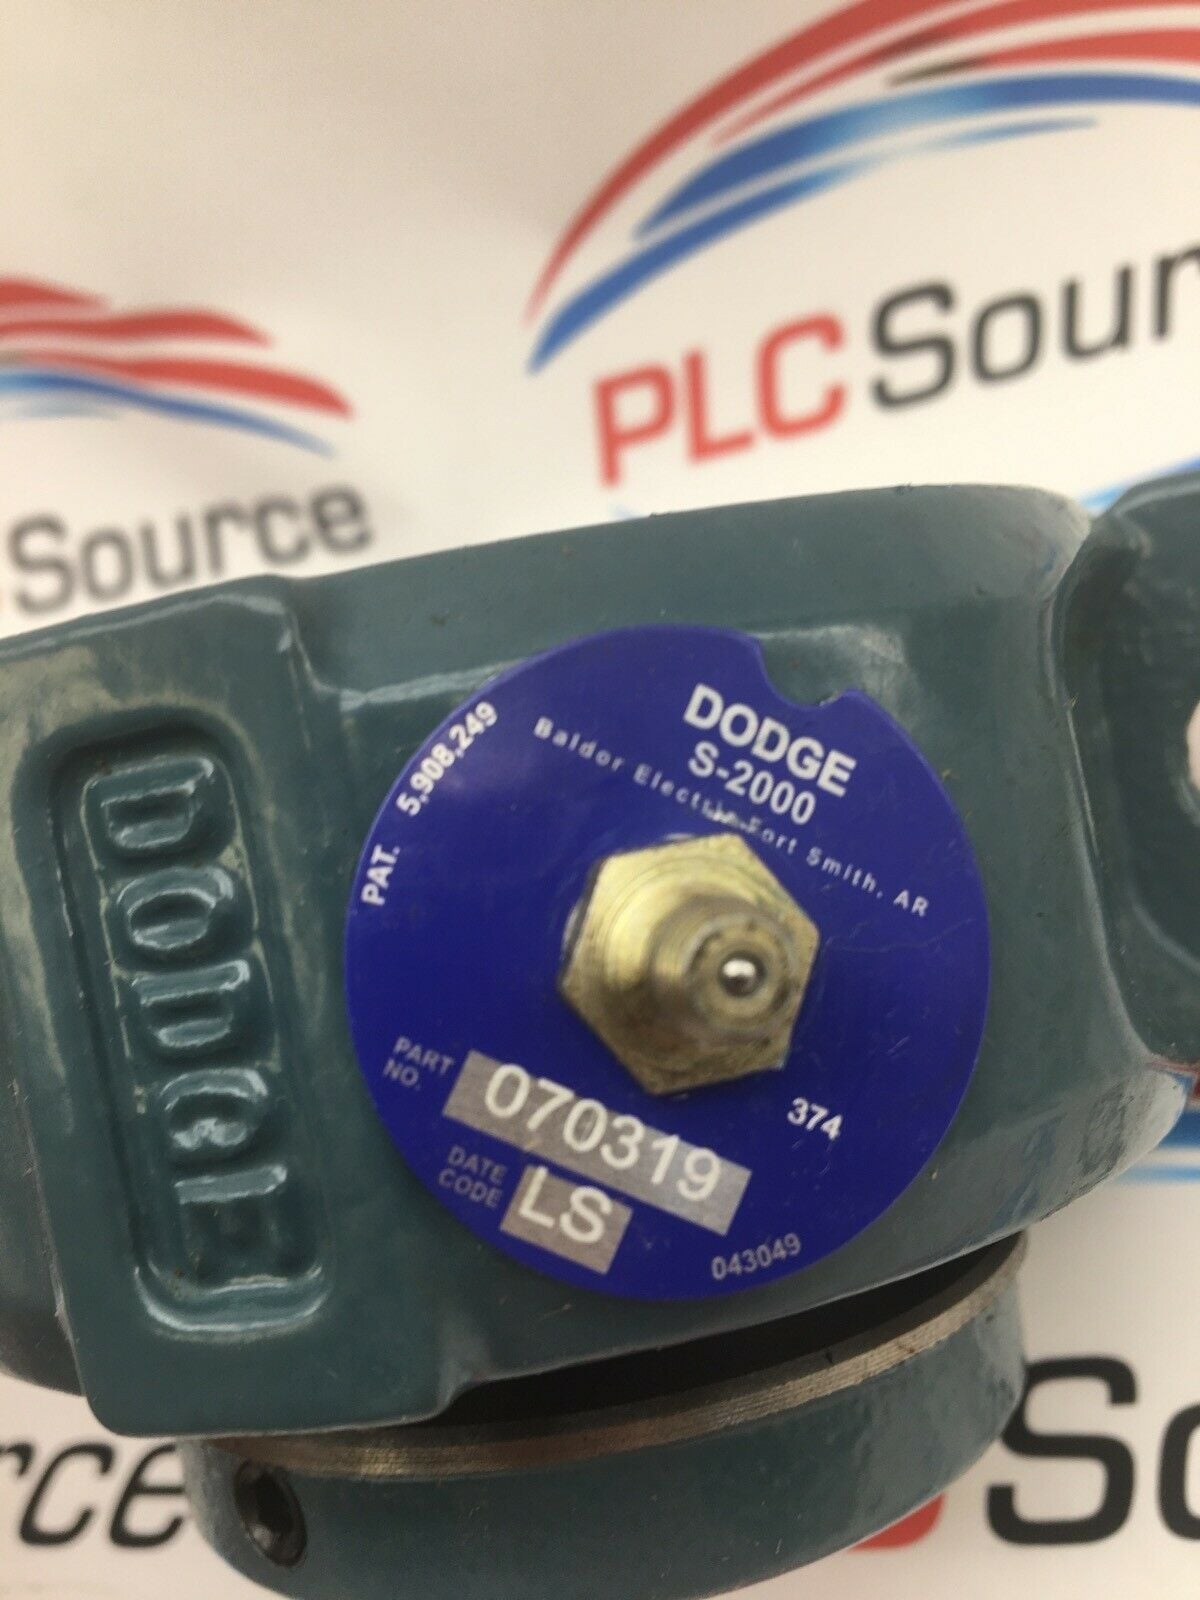 PLC Sour
Source
DODGE
S-2000
Baldor Electric Fort Smith, AR
PAT. 5,908,249
DODGE
PART NO. 070319
374
DATE CODE LS
043049
rce
So